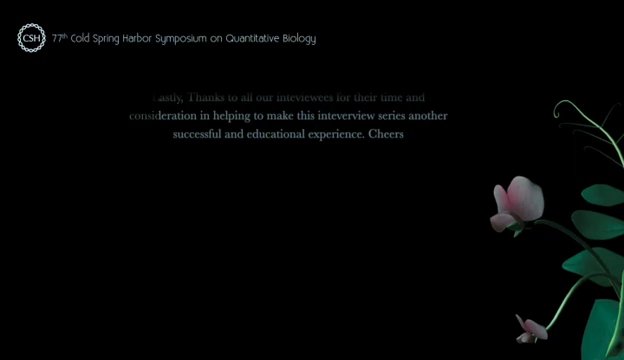 CSH
77th Cold Spring Harbor Symposium on Quantitative Biology
Lastly, Thanks to all our inteviewees for their time and
consideration in helping to make this inteverview series another
successful and educational experience. Cheers